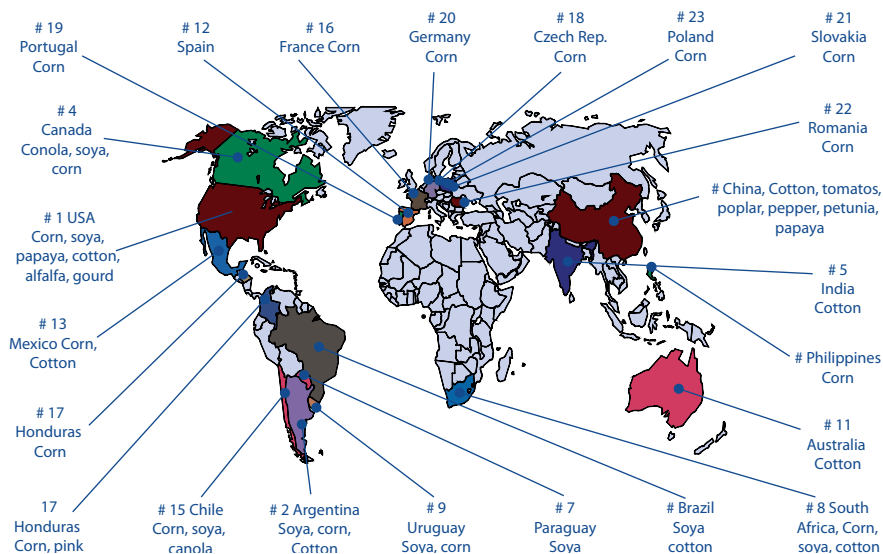 # 19
Portugal
Corn
# 12
Spain
# 16
France Corn
# 20
Germany
Corn
# 18
Czech Rep.
Corn
# 23
Poland
Corn
# 21
Slovakia
Corn
# 4
Canada
Conola, soya,
corn
# 22
Romania
Corn
# 1 USA
Corn, soya,
papaya, cotton,
alfalfa, gourd
# China, Cotton, tomatos,
poplar, pepper, petunia,
papaya
# 5
India
Cotton
# 13
Mexico Corn,
Cotton
# Philippines
Corn
# 17
Honduras
Corn
# 11
Australia
Cotton
17
Honduras
Corn, pink
# 15 Chile
Corn, soya,
canola
# 2 Argentina
Soya, corn,
Cotton
# 9
Uruguay
Soya, corn
# 7
Paraguay
Soya
# Brazil
Soya
cotton
# 8 South
Africa, Corn,
soya, cotton